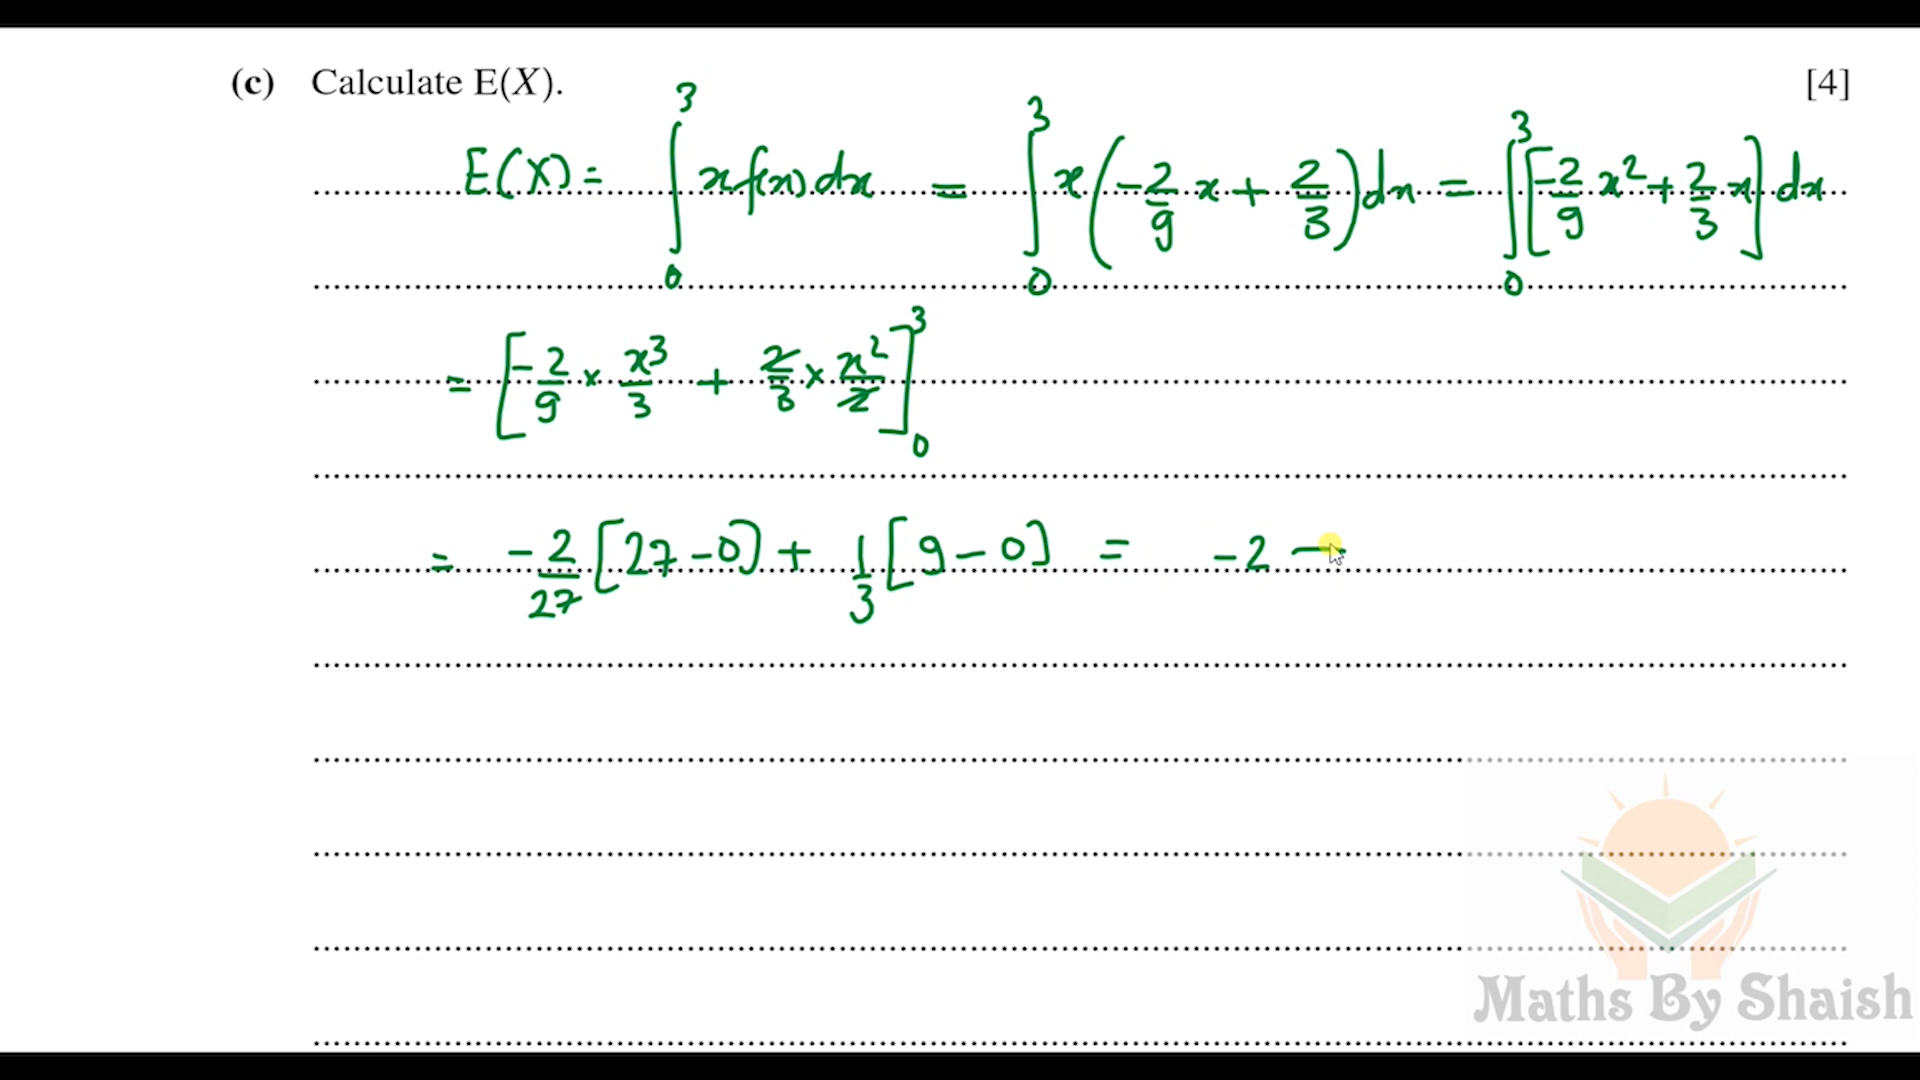 (c) Calculate E(X). [4]
E(X) = ∫₀³ x f(x) dx = ∫₀³ x(-2/9 x + 2/3) dx = ∫₀³ [-2/9 x² + 2/3 x] dx
= [-2/9 × x³/3 + 2/3 × x²/2]₀³
= -2/27 [27 - 0] + 1/3 [9 - 0] = -2 -
Maths By Shaish